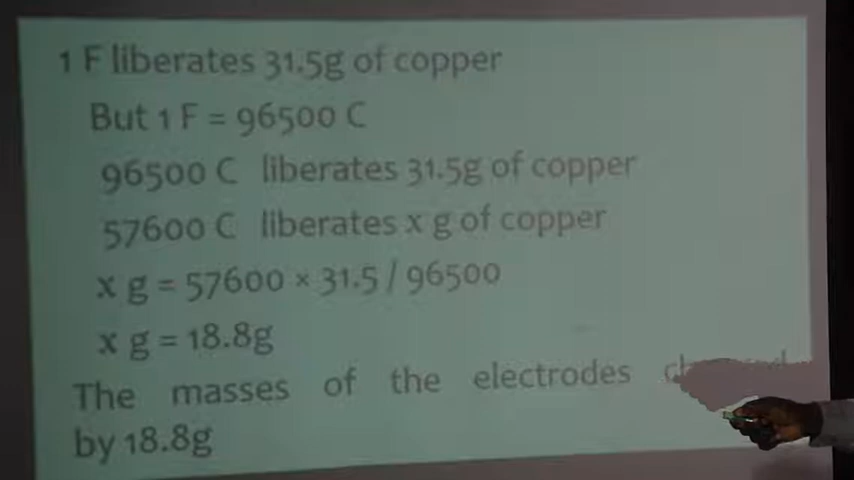 1 F liberates 31.5g of copper
But 1 F = 96500 C
96500 C liberates 31.5g of copper
57600 C liberates x g of copper
x g = 57600 × 31.5 / 96500
x g = 18.8g
The masses of the electrodes
by 18.8g